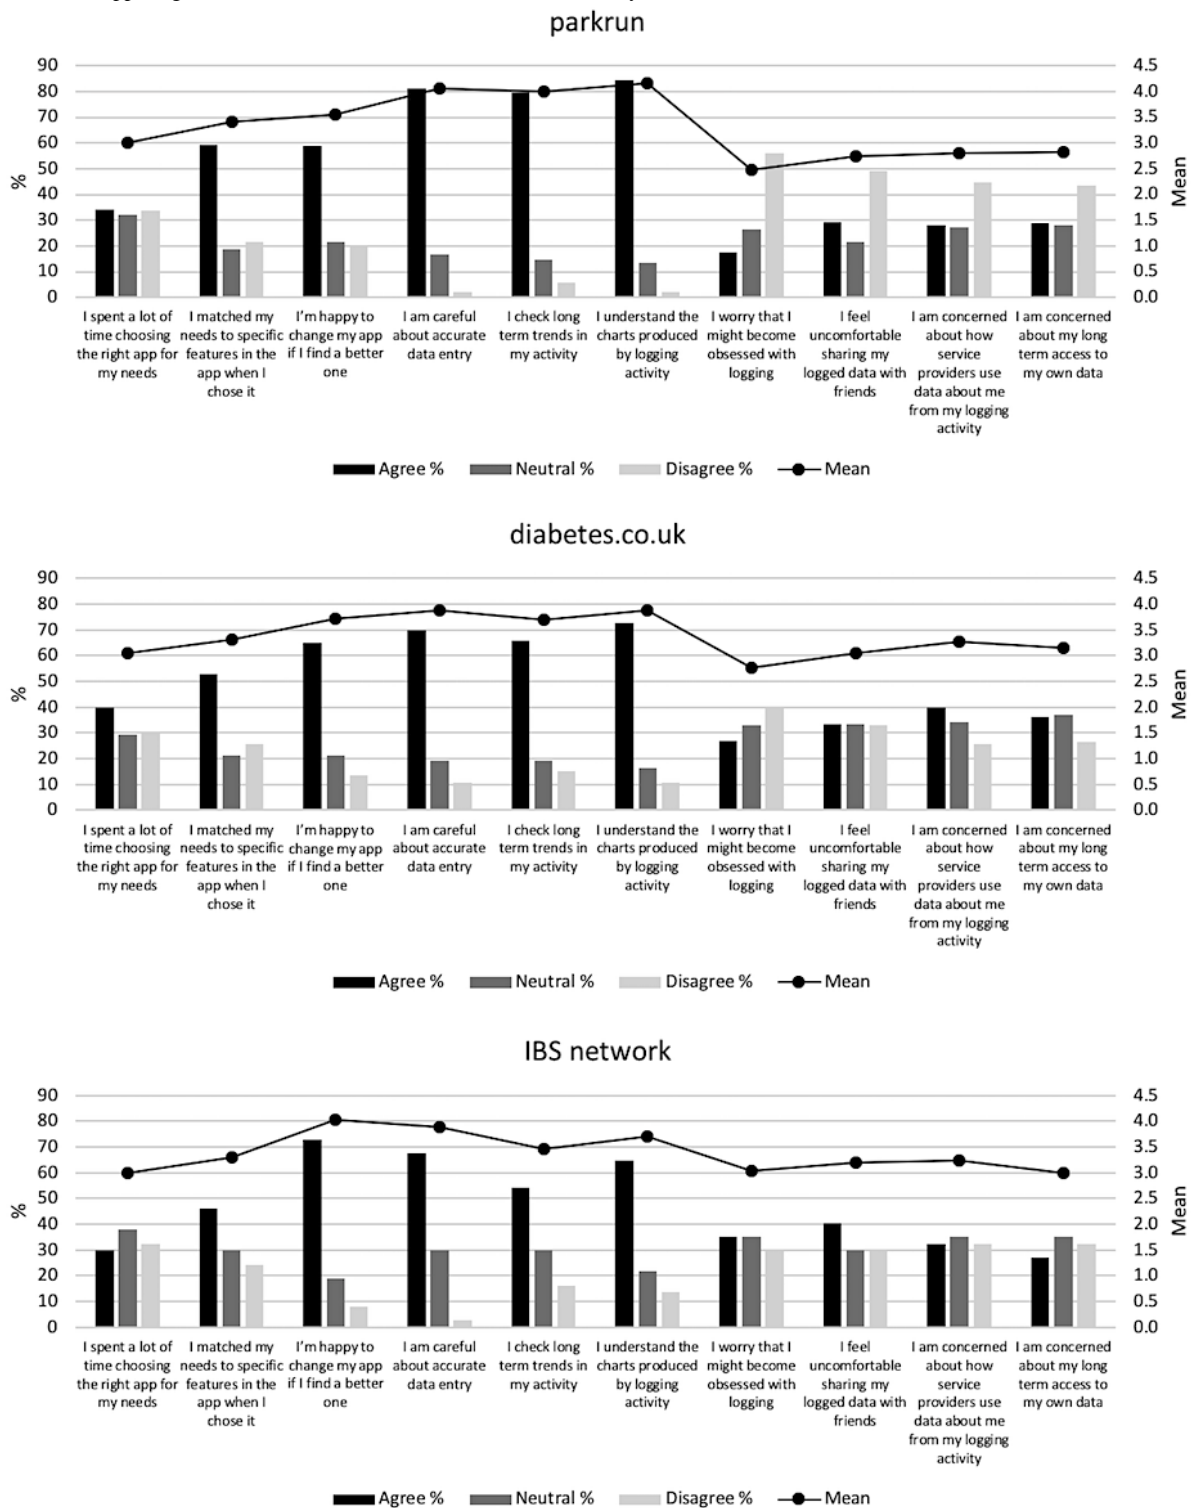 parkrun
90
80
70
60
50
40
30
20
10
0
%
4.5
4.0
3.5
3.0
2.5
2.0
1.5
1.0
0.5
0.0
Mean
I spent a lot of
time choosing
the right app for
my needs
I matched my
needs to specific
features in the
app when I
chose it
I'm happy to
change my app
if I find a better
one
I am careful
about accurate
data entry
I check long
term trends in
my activity
I understand the
charts produced
by logging
activity
I worry that I
might become
obsessed with
logging
I feel
uncomfortable
sharing my
logged data with
friends
I am concerned
about how
service
providers use
data about me
from my logging
activity
I am concerned
about my long
term access to
my own data
Agree % Neutral % Disagree % Mean
diabetes.co.uk
90
80
70
60
50
40
30
20
10
0
%
4.5
4.0
3.5
3.0
2.5
2.0
1.5
1.0
0.5
0.0
Mean
I spent a lot of
time choosing
the right app for
my needs
I matched my
needs to specific
features in the
app when I
chose it
I'm happy to
change my app
if I find a better
one
I am careful
about accurate
data entry
I check long
term trends in
my activity
I understand the
charts produced
by logging
activity
I worry that I
might become
obsessed with
logging
I feel
uncomfortable
sharing my
logged data with
friends
I am concerned
about how
service
providers use
data about me
from my logging
activity
I am concerned
about my long
term access to
my own data
Agree % Neutral % Disagree % Mean
IBS network
90
80
70
60
50
40
30
20
10
0
%
4.5
4.0
3.5
3.0
2.5
2.0
1.5
1.0
0.5
0.0
Mean
I spent a lot of
time choosing
the right app for
my needs
I matched my
needs to specific
features in the
app when I
chose it
I'm happy to
change my app
if I find a better
one
I am careful
about accurate
data entry
I check long
term trends in
my activity
I understand the
charts produced
by logging
activity
I worry that I
might become
obsessed with
logging
I feel
uncomfortable
sharing my
logged data with
friends
I am concerned
about how
service
providers use
data about me
from my logging
activity
I am concerned
about my long
term access to
my own data
Agree % Neutral % Disagree % Mean